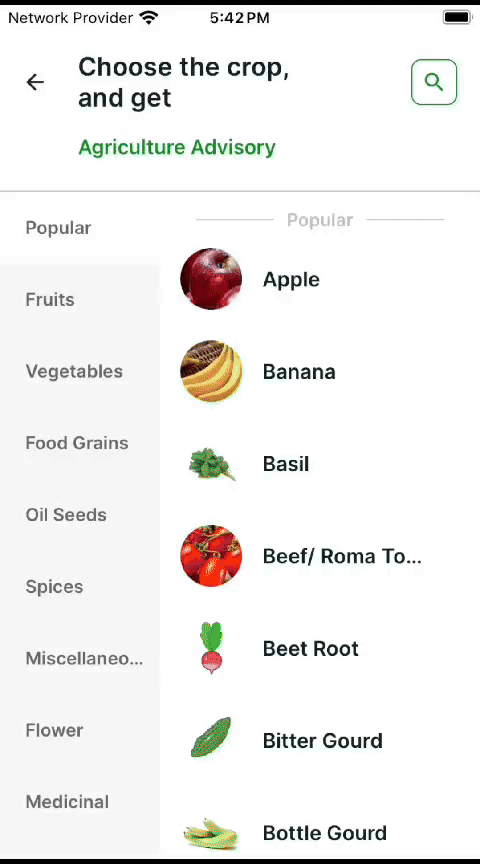 Network Provider 5:42 PM
Choose the crop,
and get
Agriculture Advisory
Popular
Fruits
Vegetables
Food Grains
Oil Seeds
Spices
Miscellaneo...
Flower
Medicinal
Popular
Apple
Banana
Basil
Beef/ Roma To...
Beet Root
Bitter Gourd
Bottle Gourd